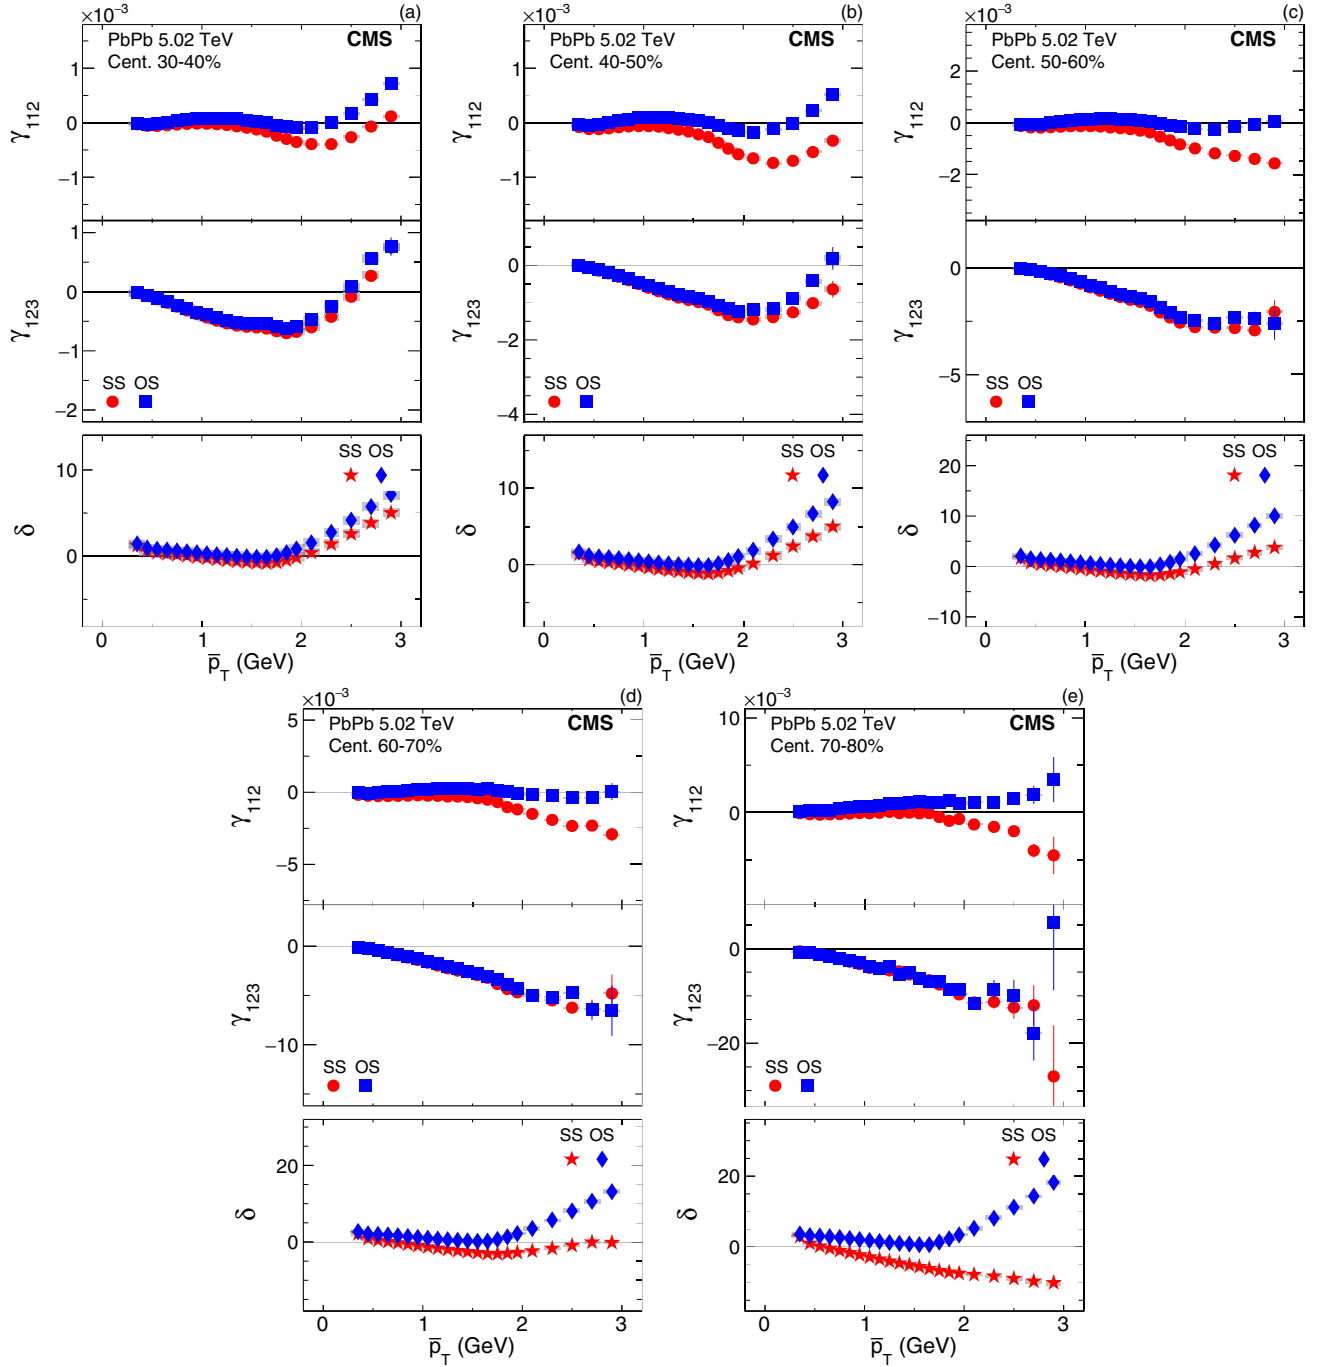 ×10⁻³ (a)
PbPb 5.02 TeV CMS
Cent. 30-40%
1
0
−1
γ₁₁₂
1
0
−1
−2
γ₁₂₃
SS OS
SS OS
10
0
δ
0 1 2 3
p̅_T (GeV)
×10⁻³ (b)
PbPb 5.02 TeV CMS
Cent. 40-50%
1
0
−1
γ₁₁₂
0
−2
−4
γ₁₂₃
SS OS
SS OS
10
0
δ
0 1 2 3
p̅_T (GeV)
×10⁻³ (c)
PbPb 5.02 TeV CMS
Cent. 50-60%
2
0
−2
γ₁₁₂
0
−5
γ₁₂₃
SS OS
SS OS
20
10
0
−10
δ
0 1 2 3
p̅_T (GeV)
×10⁻³ (d)
PbPb 5.02 TeV CMS
Cent. 60-70%
5
0
−5
γ₁₁₂
0
−10
γ₁₂₃
SS OS
SS OS
20
0
δ
0 1 2 3
p̅_T (GeV)
×10⁻³ (e)
PbPb 5.02 TeV CMS
Cent. 70-80%
10
0
γ₁₁₂
0
−20
γ₁₂₃
SS OS
SS OS
20
0
δ
0 1 2 3
p̅_T (GeV)